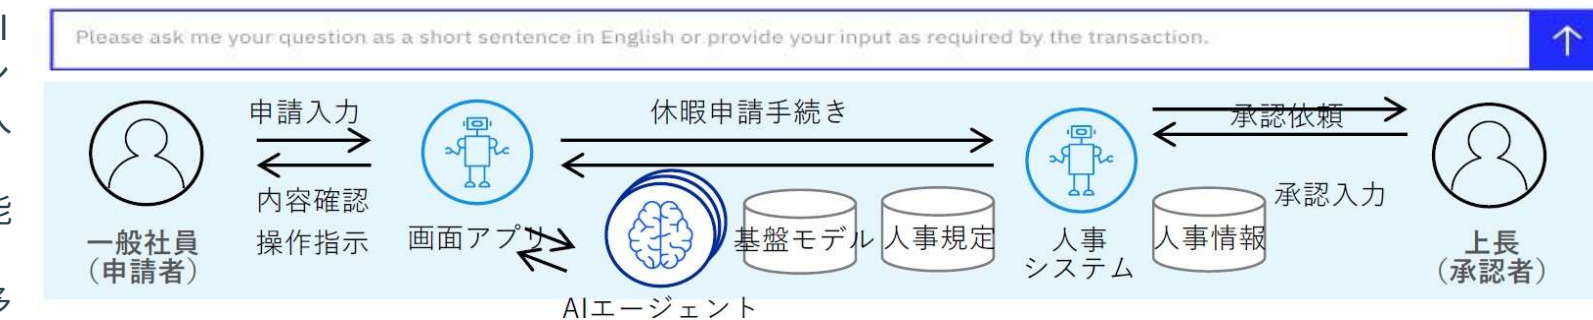 Please ask me your question as a short sentence in English or provide your input as required by the transaction.
申請入力
休暇申請手続き
承認依頼
内容確認
操作指示
画面アプリ
基盤モデル
人事規定
人事
システム
人事情報
承認入力
一般社員
(申請者)
上長
(承認者)
AIエージェント